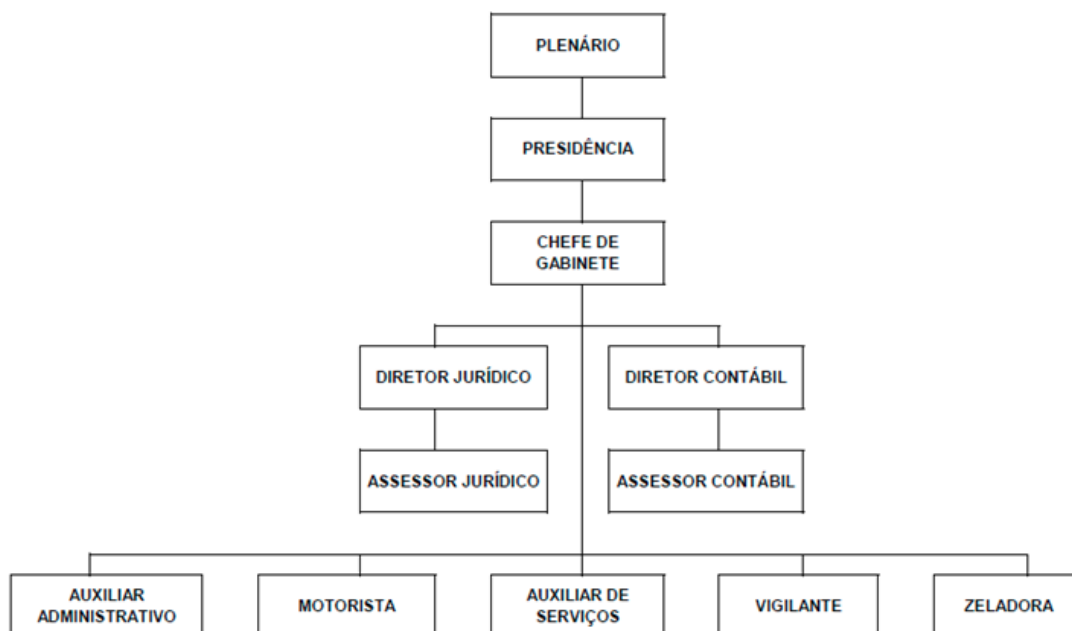 PLENÁRIO
PRESIDÊNCIA
CHEFE DE
GABINETE
DIRETOR JURÍDICO
DIRETOR CONTÁBIL
ASSESSOR JURÍDICO
ASSESSOR CONTÁBIL
AUXILIAR
ADMINISTRATIVO
MOTORISTA
AUXILIAR DE
SERVIÇOS
VIGILANTE
ZELADORA